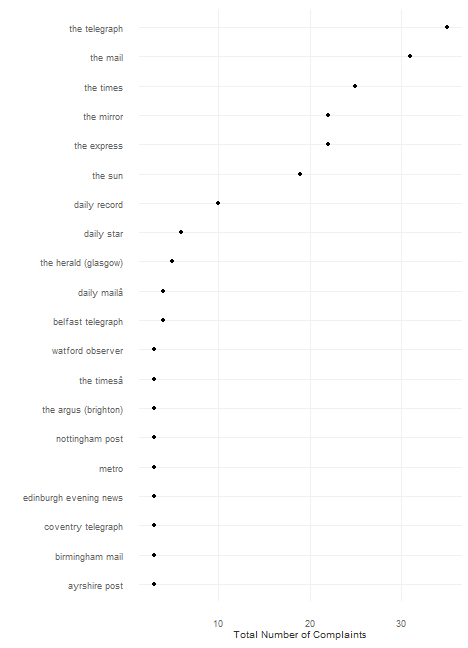 the telegraph
the mail
the times
the mirror
the express
the sun
daily record
daily star
the herald (glasgow)
daily mailâ
belfast telegraph
watford observer
the timesâ
the argus (brighton)
nottingham post
metro
edinburgh evening news
coventry telegraph
birmingham mail
ayrshire post
10 20 30
Total Number of Complaints